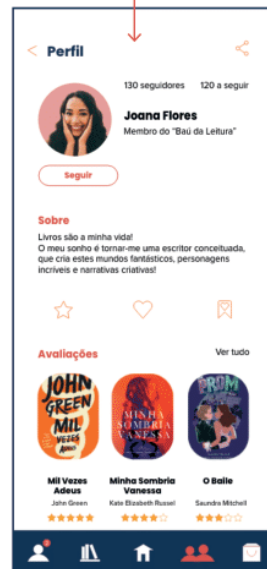 < Perfil
130 seguidores 120 a seguir
Joana Flores
Membro do "Baú da Leitura"
Seguir
Sobre
Livros são a minha vida!
O meu sonho é tornar-me uma escritor conceituada,
que cria estes mundos fantásticos, personagens
incríveis e narrativas criativas!
Avaliações Ver tudo
JOHN
GREEN
MIL
VEZES
ADEUS
MINHA
SOMBRIA
VANESSA
PROM
Mil Vezes
Adeus
Minha Sombria
Vanessa
O Baile
John Green
Kate Elizabeth Russel
Saundra Mitchell